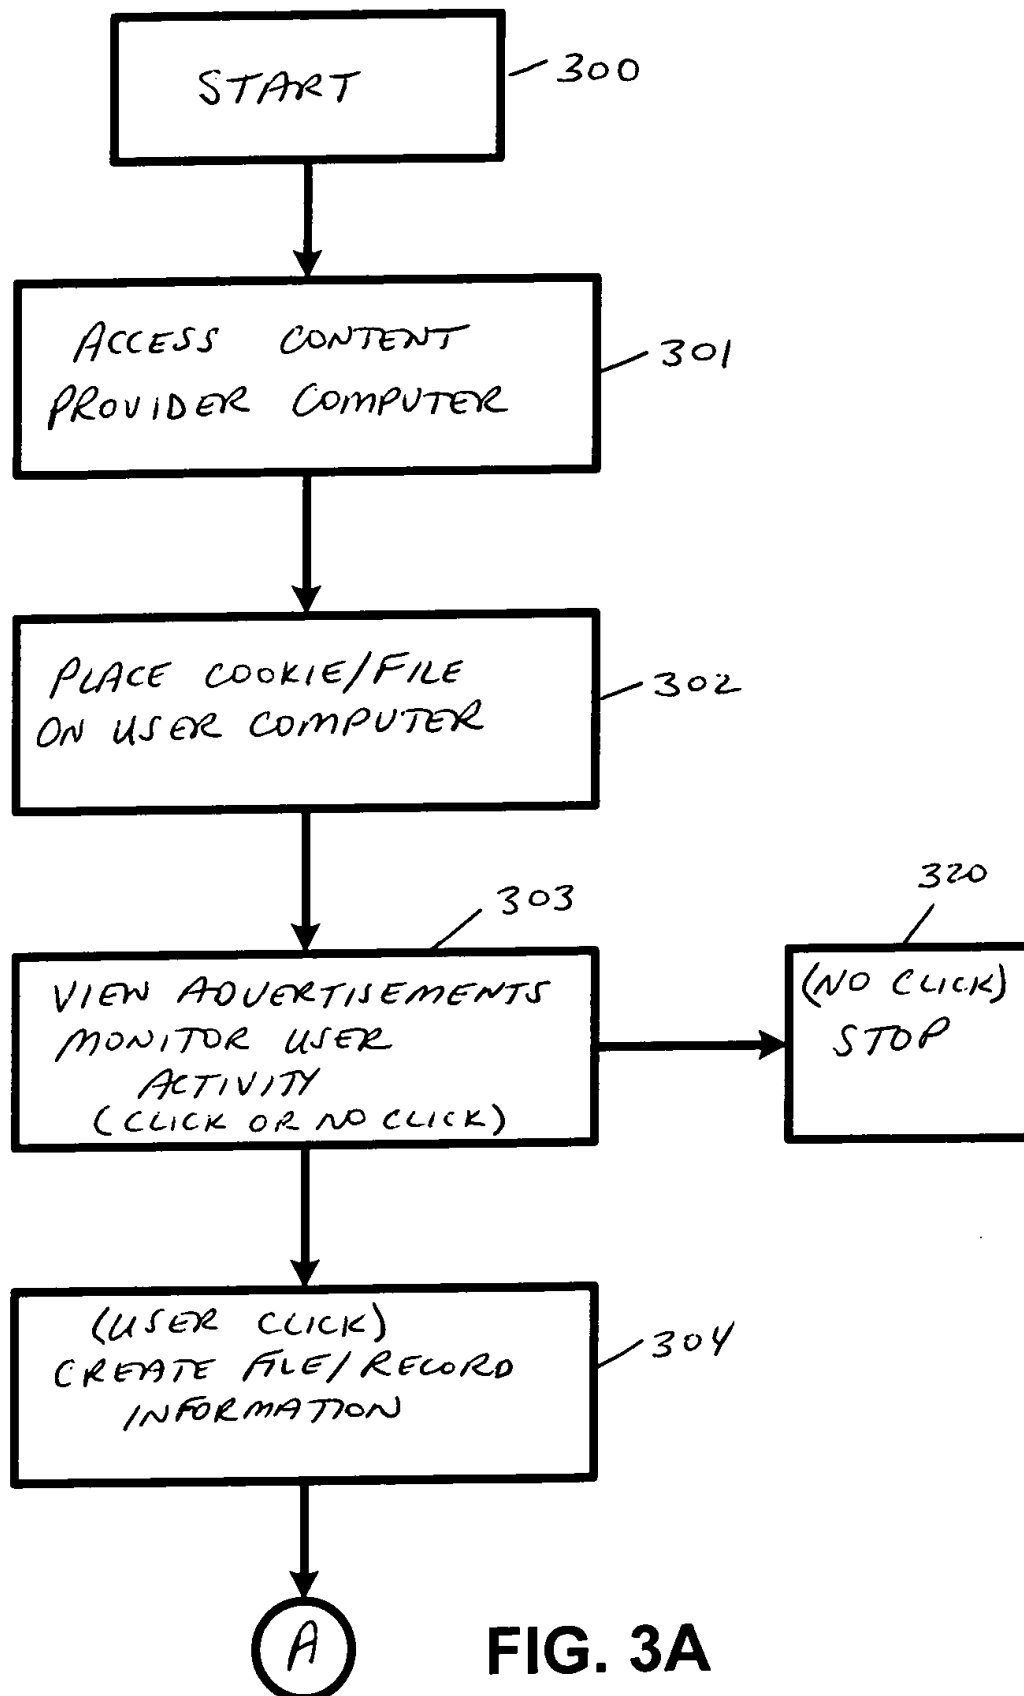 START
300
ACCESS CONTENT
PROVIDER COMPUTER
301
PLACE COOKIE/FILE
ON USER COMPUTER
302
303
VIEW ADVERTISEMENTS
MONITOR USER
ACTIVITY
(CLICK OR NO CLICK)
320
(NO CLICK)
STOP
(USER CLICK)
CREATE FILE/RECORD
INFORMATION
304
A
FIG. 3A